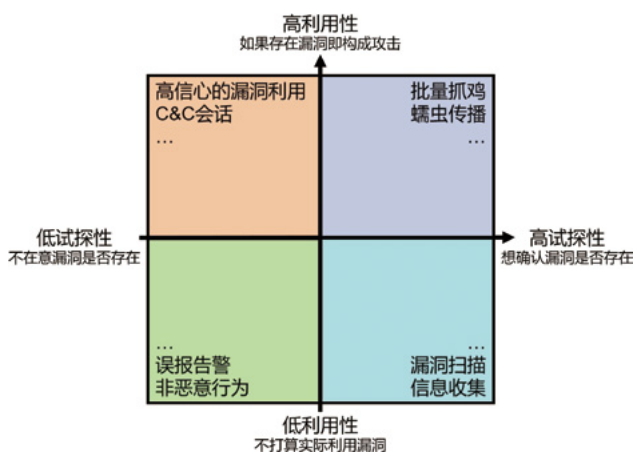 高利用性
如果存在漏洞即构成攻击
高信心的漏洞利用
C&C会话
…
批量抓鸡
蠕虫传播
…
低试探性
不在意漏洞是否存在
高试探性
想确认漏洞是否存在
…
误报告警
非恶意行为
…
漏洞扫描
信息收集
低利用性
不打算实际利用漏洞